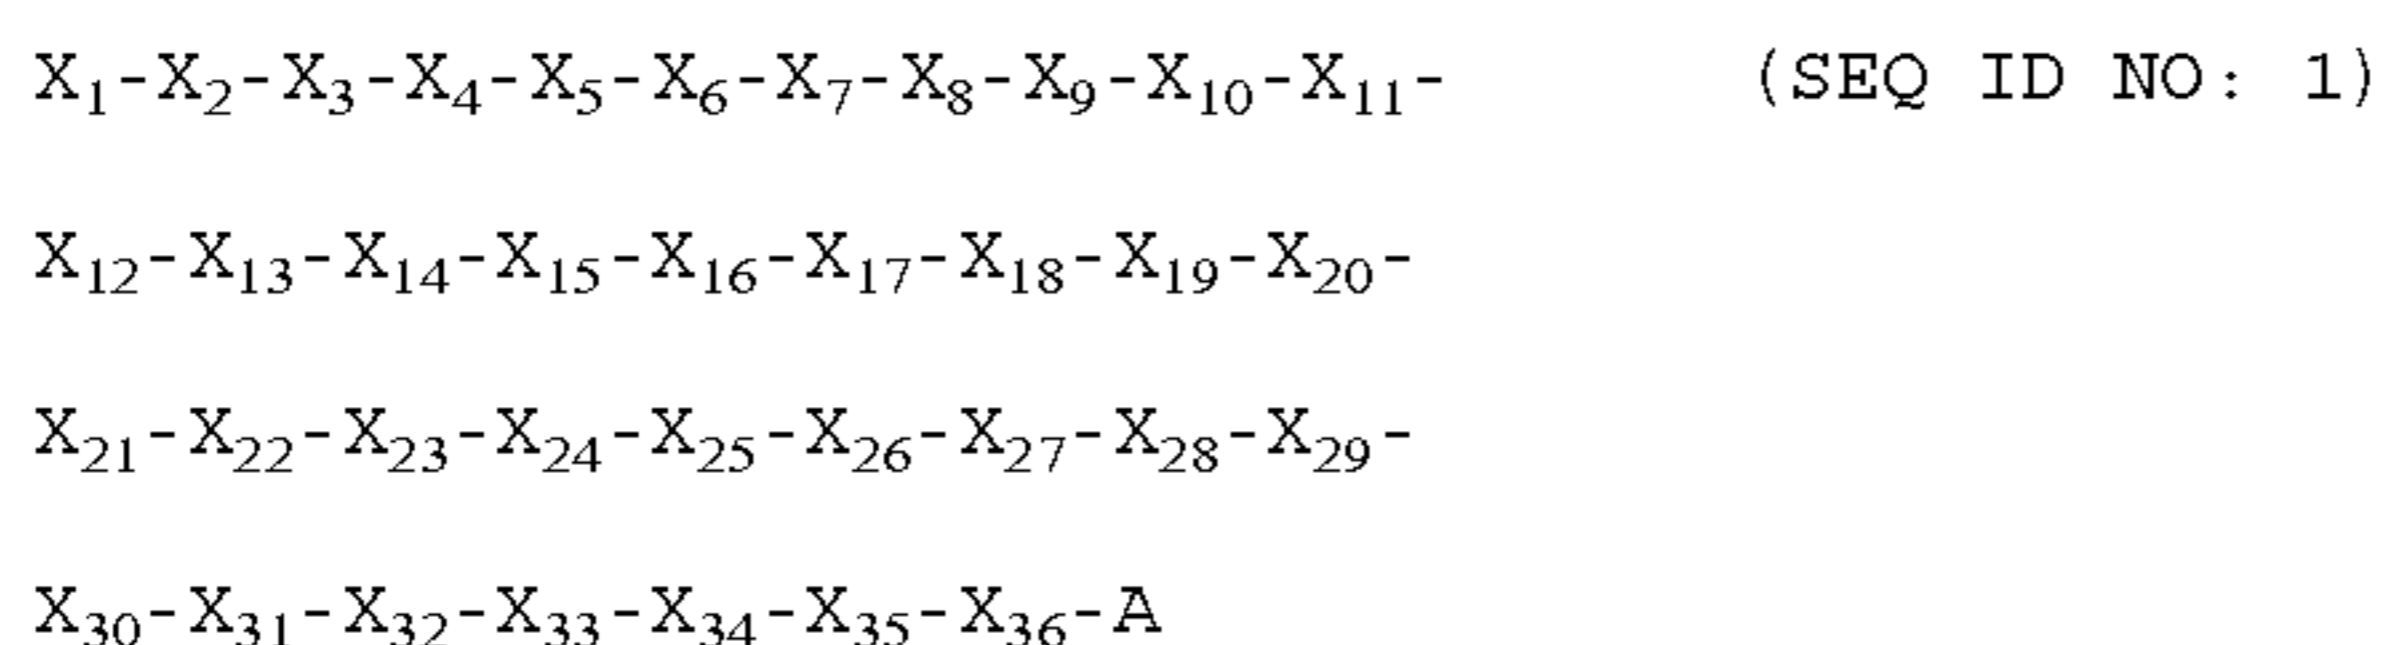 X₁-X₂-X₃-X₄-X₅-X₆-X₇-X₈-X₉-X₁₀-X₁₁- (SEQ ID NO: 1)
X₁₂-X₁₃-X₁₄-X₁₅-X₁₆-X₁₇-X₁₈-X₁₉-X₂₀-
X₂₁-X₂₂-X₂₃-X₂₄-X₂₅-X₂₆-X₂₇-X₂₈-X₂₉-
X₃₀-X₃₁-X₃₂-X₃₃-X₃₄-X₃₅-X₃₆-A